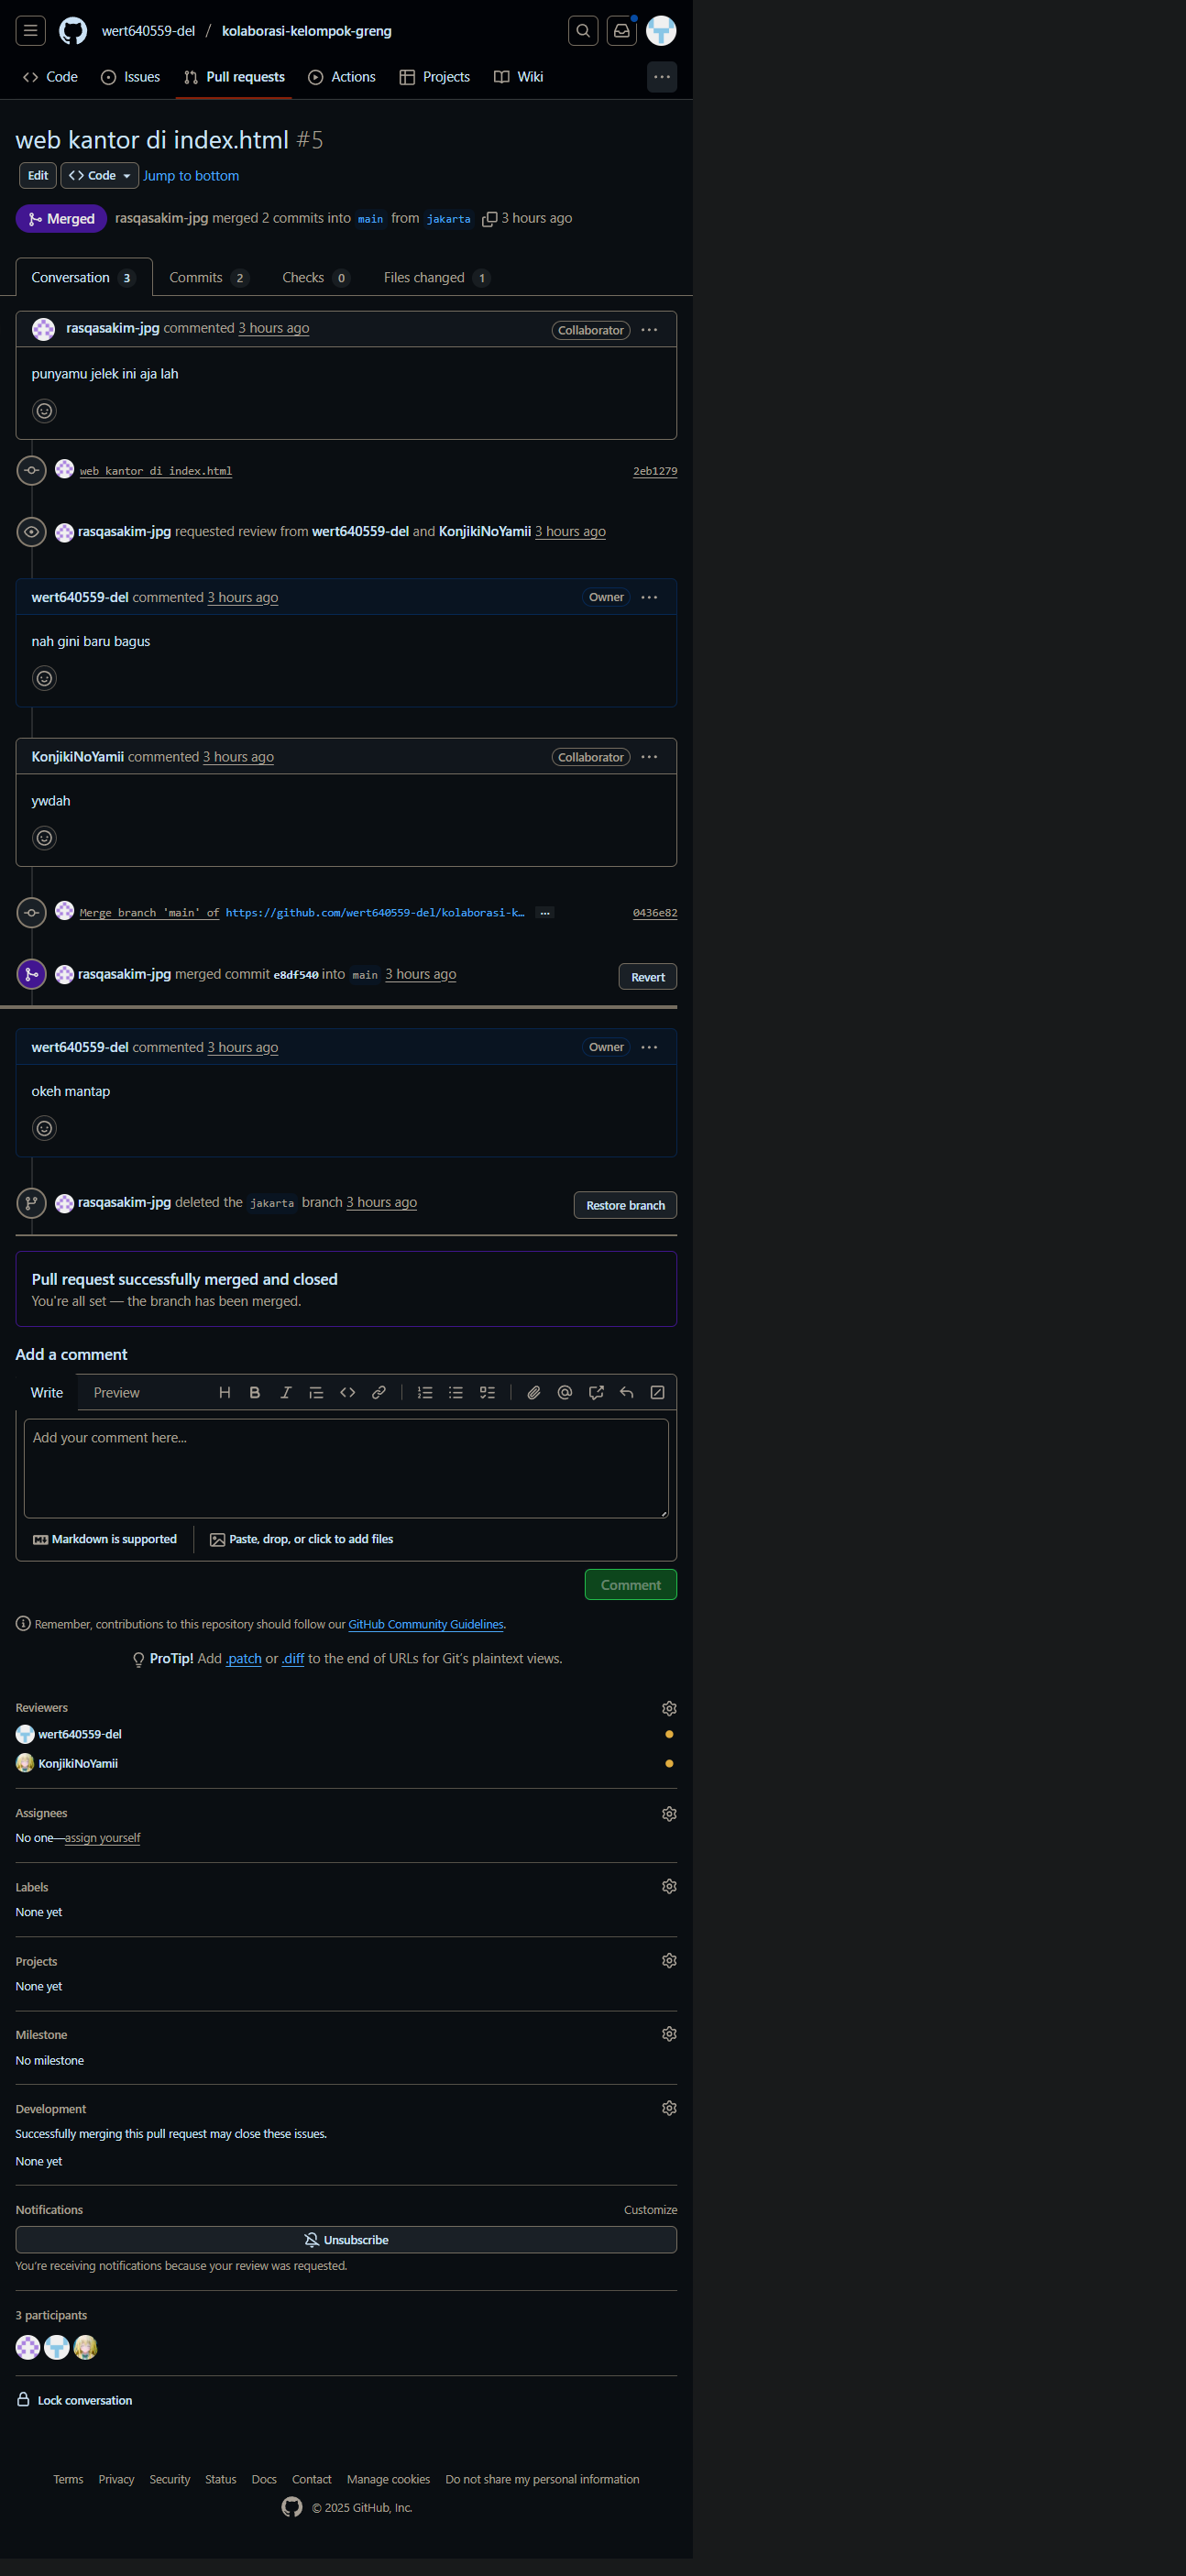 wert640559-del / kolaborasi-kelompok-greng
Code Issues Pull requests Actions Projects Wiki
web kantor di index.html #5
Edit Code Jump to bottom
Merged rasqasakim-jpg merged 2 commits into main from jakarta 3 hours ago
Conversation 3 Commits 2 Checks 0 Files changed 1
rasqasakim-jpg commented 3 hours ago Collaborator
punyamu jelek ini aja lah
web kantor di index.html 2eb1279
rasqasakim-jpg requested review from wert640559-del and KonjikiNoYamii 3 hours ago
wert640559-del commented 3 hours ago Owner
nah gini baru bagus
KonjikiNoYamii commented 3 hours ago Collaborator
ywdah
Merge branch 'main' of https://github.com/wert640559-del/kolaborasi-k… … 0436e82
rasqasakim-jpg merged commit e8df540 into main 3 hours ago Revert
wert640559-del commented 3 hours ago Owner
okeh mantap
rasqasakim-jpg deleted the jakarta branch 3 hours ago Restore branch
Pull request successfully merged and closed
You're all set — the branch has been merged.
Add a comment
Write Preview
Add your comment here...
Markdown is supported Paste, drop, or click to add files
Comment
Remember, contributions to this repository should follow our GitHub Community Guidelines.
ProTip! Add .patch or .diff to the end of URLs for Git’s plaintext views.
Reviewers
wert640559-del
KonjikiNoYamii
Assignees
No one—assign yourself
Labels
None yet
Projects
None yet
Milestone
No milestone
Development
Successfully merging this pull request may close these issues.
None yet
Notifications Customize
Unsubscribe
You’re receiving notifications because your review was requested.
3 participants
Lock conversation
Terms Privacy Security Status Docs Contact Manage cookies Do not share my personal information
© 2025 GitHub, Inc.